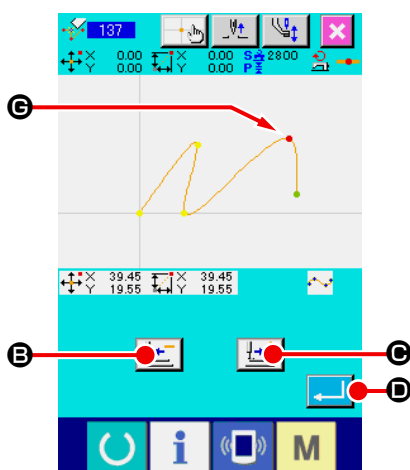 137
X 0.00 X 0.00 S 2800
Y 0.00 Y 0.00 P
G
X 39.45 X 39.45
Y 19.55 Y 19.55
B
C
D
i M